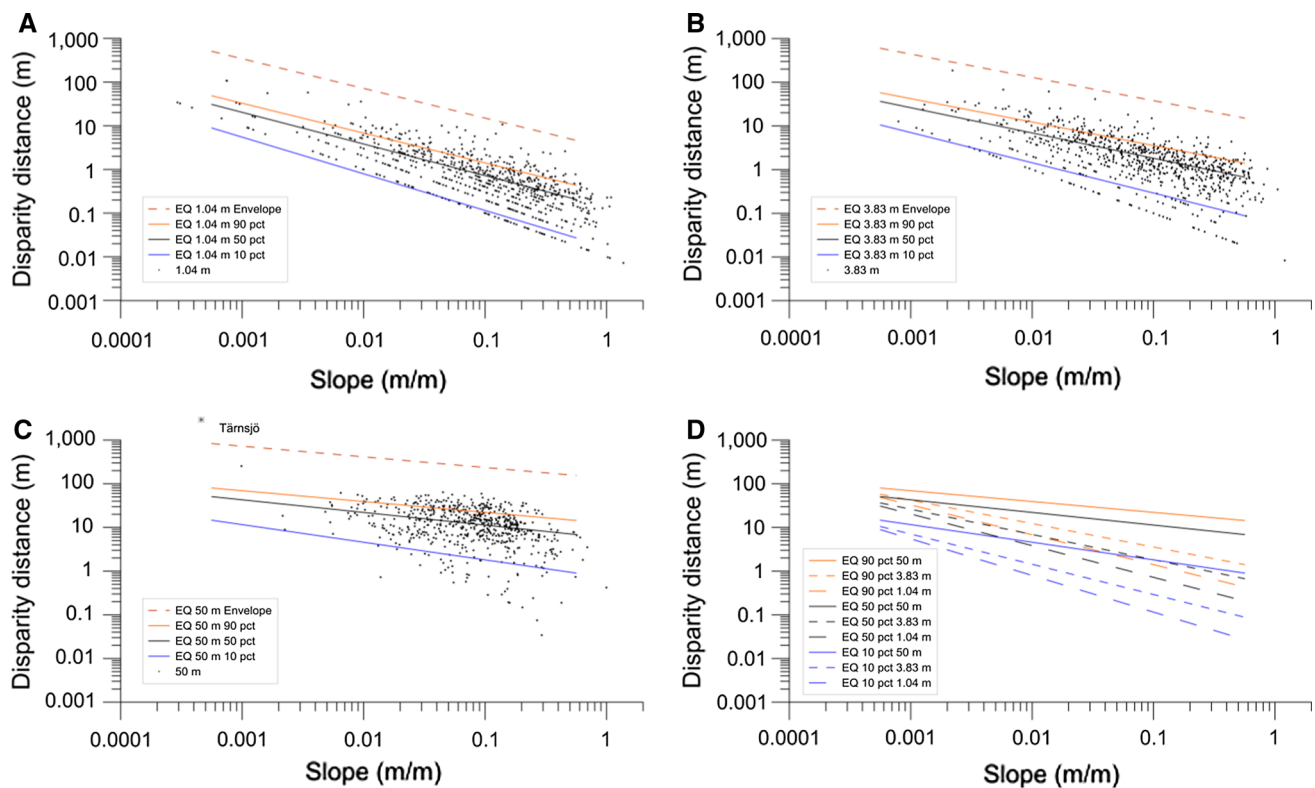 A
1,000
100
10
1
0.1
0.01
0.001
Disparity distance (m)
EQ 1.04 m Envelope
EQ 1.04 m 90 pct
EQ 1.04 m 50 pct
EQ 1.04 m 10 pct
1.04 m
0.0001 0.001 0.01 0.1 1
Slope (m/m)
B
1,000
100
10
1
0.1
0.01
0.001
Disparity distance (m)
EQ 3.83 m Envelope
EQ 3.83 m 90 pct
EQ 3.83 m 50 pct
EQ 3.83 m 10 pct
3.83 m
0.0001 0.001 0.01 0.1 1
Slope (m/m)
C
Tärnsjö
1,000
100
10
1
0.1
0.01
0.001
Disparity distance (m)
EQ 50 m Envelope
EQ 50 m 90 pct
EQ 50 m 50 pct
EQ 50 m 10 pct
50 m
0.0001 0.001 0.01 0.1 1
Slope (m/m)
D
1,000
100
10
1
0.1
0.01
0.001
Disparity distance (m)
EQ 90 pct 50 m
EQ 90 pct 3.83 m
EQ 90 pct 1.04 m
EQ 50 pct 50 m
EQ 50 pct 3.83 m
EQ 50 pct 1.04 m
EQ 10 pct 50 m
EQ 10 pct 3.83 m
EQ 10 pct 1.04 m
0.0001 0.001 0.01 0.1 1
Slope (m/m)